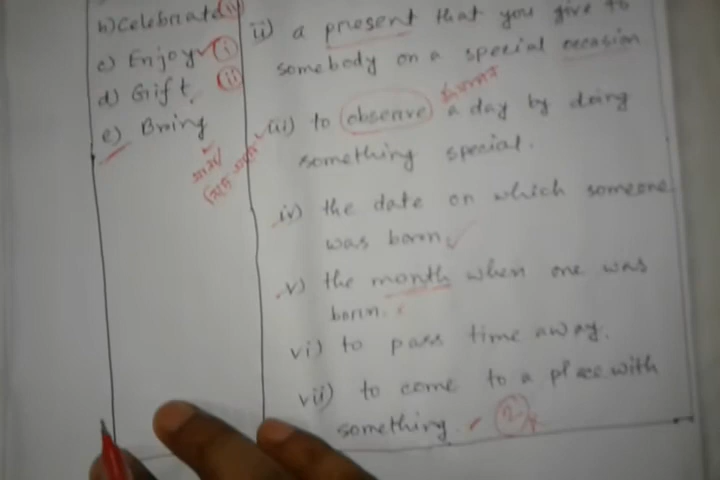 b) Celebrate
c) Enjoy (i)
d) Gift (ii)
e) Bring
ii) a present that you give to
somebody on a special occasion
iii) to observe a day by doing
something special.
iv) the date on which someone
was born
v) the month when one was
born.
vi) to pass time away.
vii) to come to a place with
something.